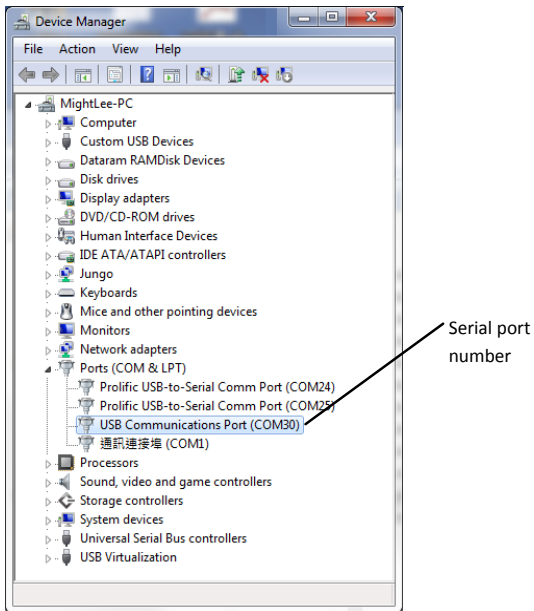 Device Manager
File Action View Help
MightLee-PC
Computer
Custom USB Devices
Dataram RAMDisk Devices
Disk drives
Display adapters
DVD/CD-ROM drives
Human Interface Devices
IDE ATA/ATAPI controllers
Jungo
Keyboards
Mice and other pointing devices
Monitors
Network adapters
Ports (COM & LPT)
Prolific USB-to-Serial Comm Port (COM24)
Prolific USB-to-Serial Comm Port (COM25)
USB Communications Port (COM30)
通訊連接埠 (COM1)
Processors
Sound, video and game controllers
Storage controllers
System devices
Universal Serial Bus controllers
USB Virtualization
Serial port
number